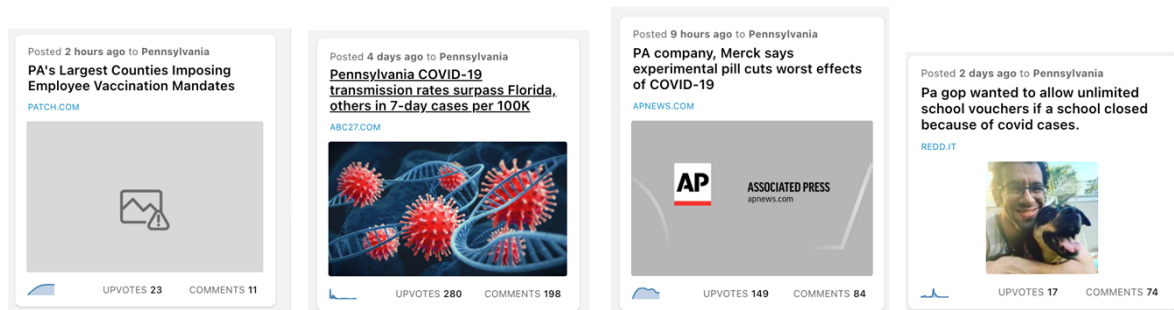 Posted 2 hours ago to Pennsylvania
PA's Largest Counties Imposing
Employee Vaccination Mandates
PATCH.COM
UPVOTES 23 COMMENTS 11
Posted 4 days ago to Pennsylvania
Pennsylvania COVID-19
transmission rates surpass Florida,
others in 7-day cases per 100K
ABC27.COM
UPVOTES 280 COMMENTS 198
Posted 9 hours ago to Pennsylvania
PA company, Merck says
experimental pill cuts worst effects
of COVID-19
APNEWS.COM
AP
ASSOCIATED PRESS
apnews.com
UPVOTES 149 COMMENTS 84
Posted 2 days ago to Pennsylvania
Pa gop wanted to allow unlimited
school vouchers if a school closed
because of covid cases.
REDD.IT
UPVOTES 17 COMMENTS 74